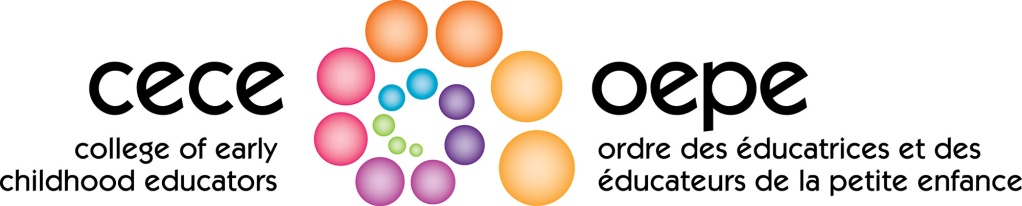 cece
college of early
childhood educators
oepe
ordre des éducatrices et des
éducateurs de la petite enfance